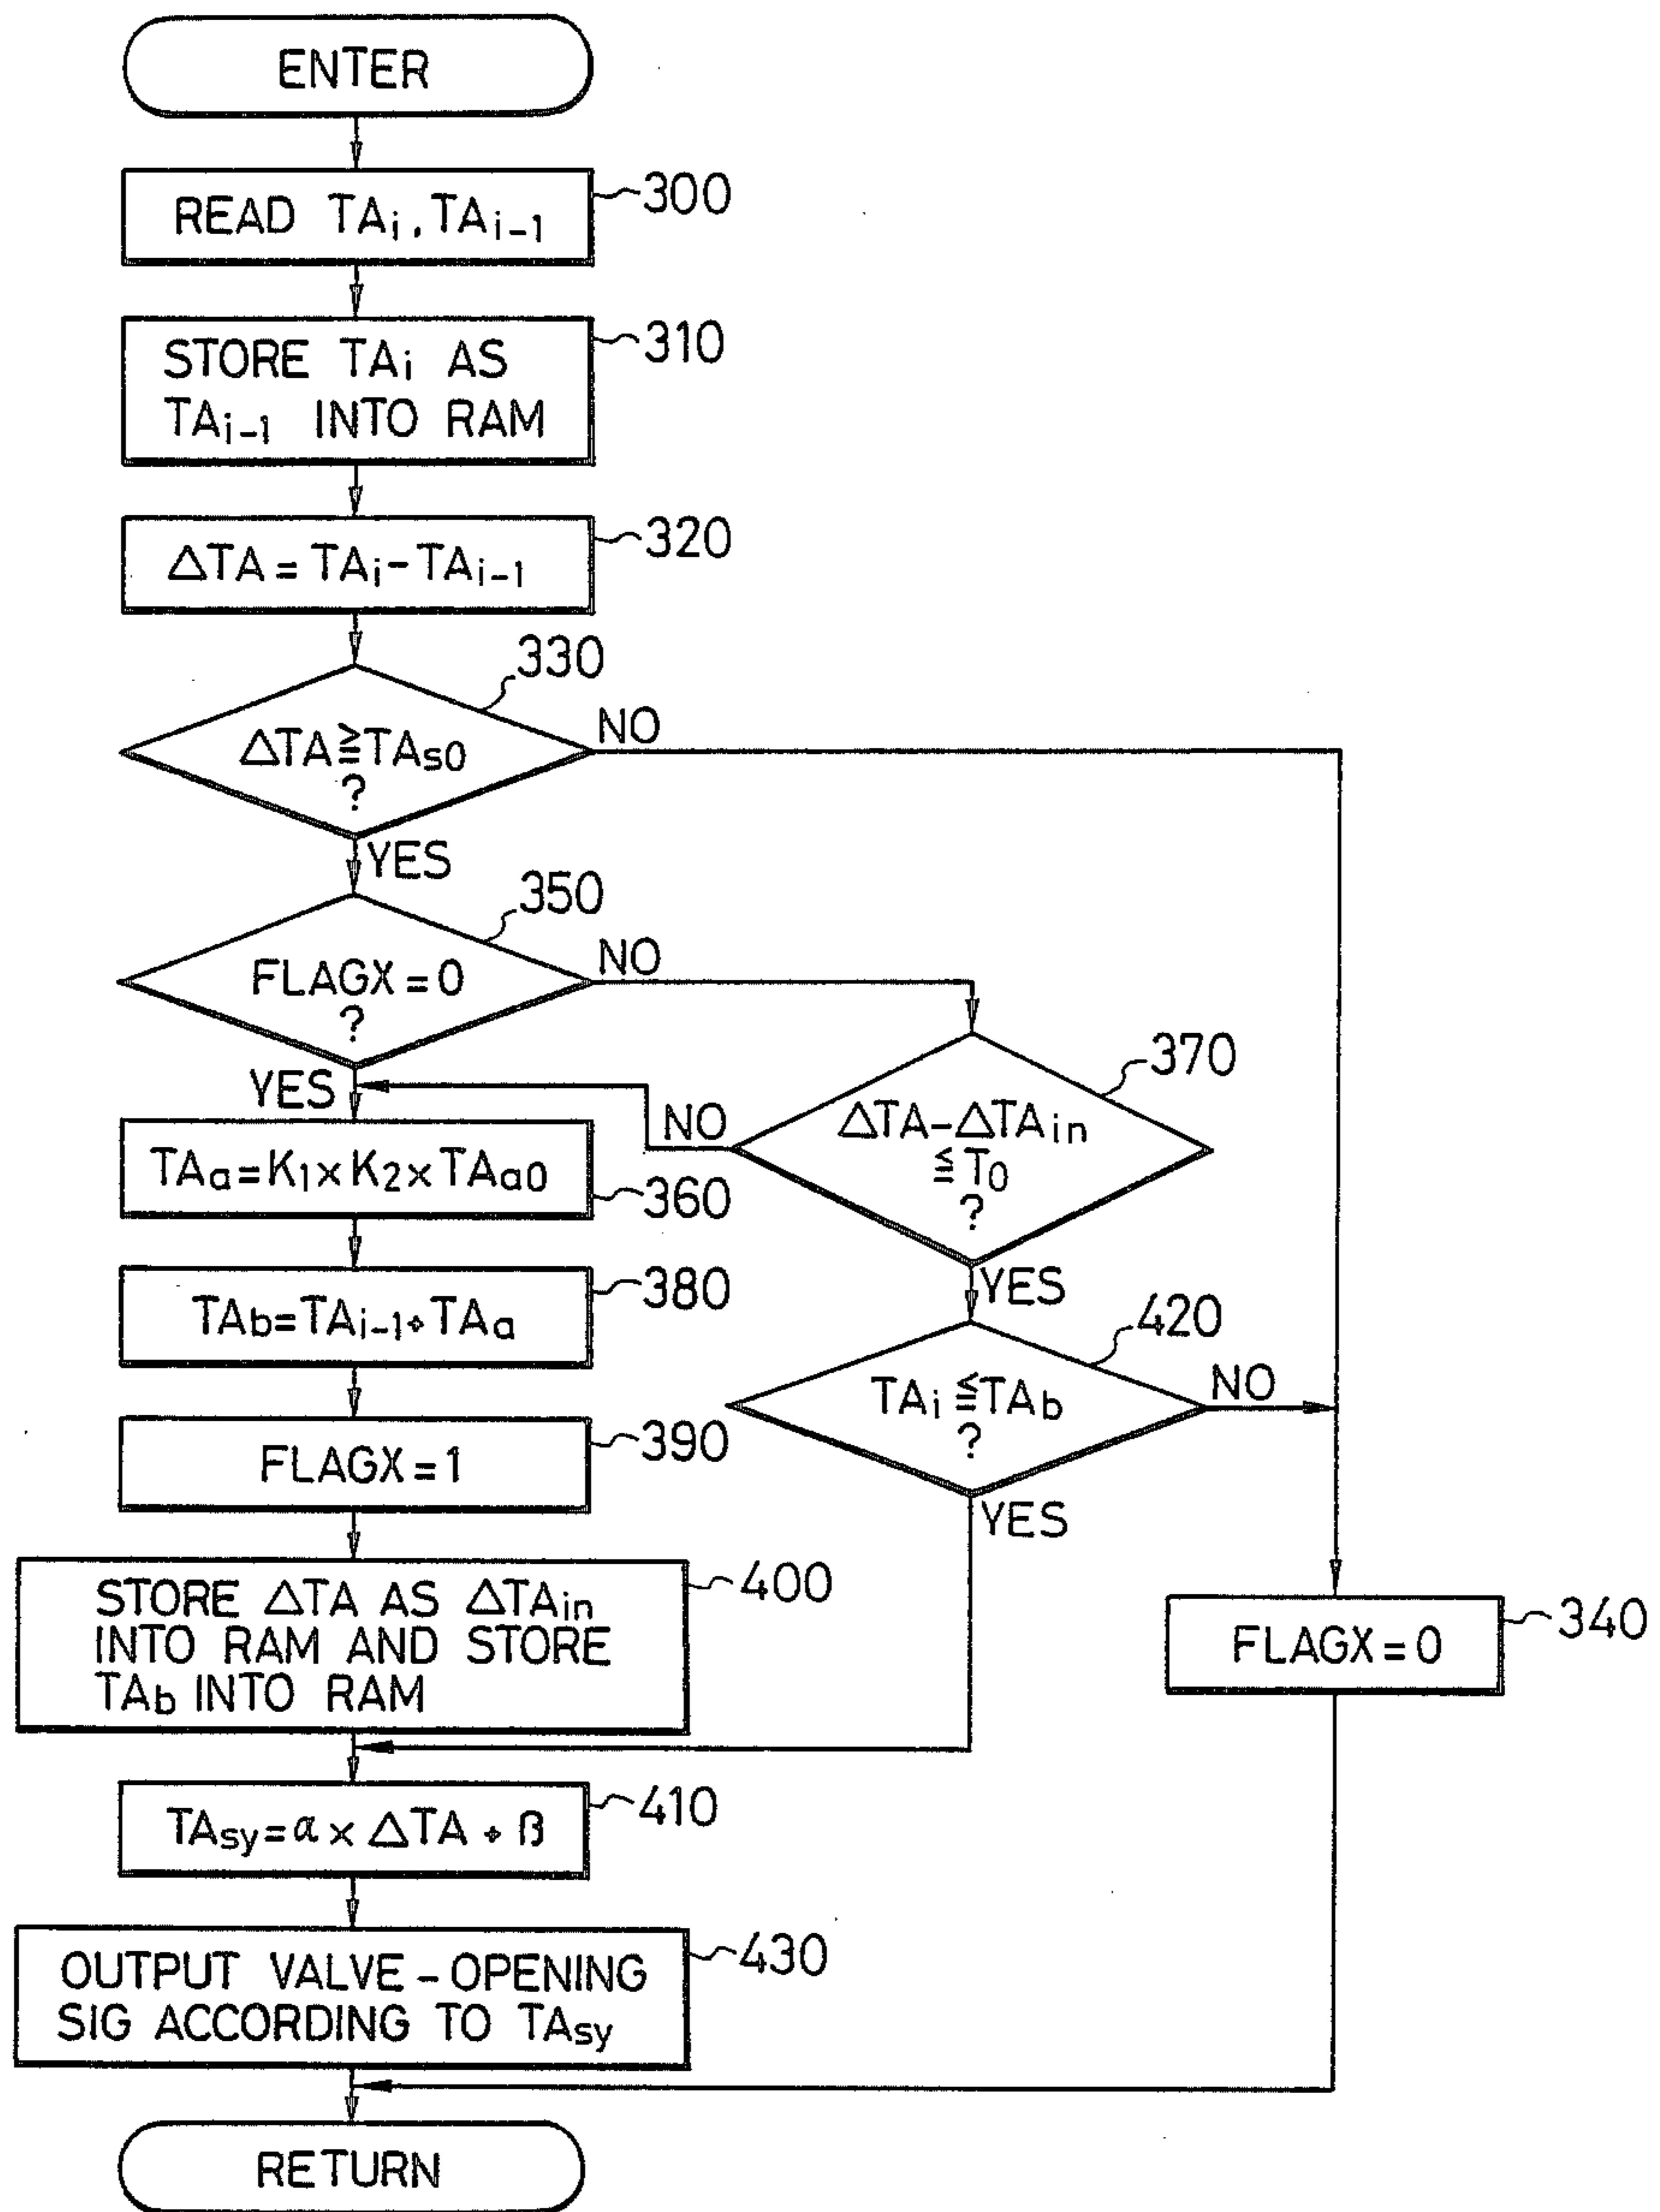 ENTER
READ TAi, TAi-1
300
STORE TAi AS
TAi-1 INTO RAM
310
ΔTA = TAi - TAi-1
320
330
ΔTA ≧ TAs0
?
NO
YES
350
FLAGX = 0
?
NO
YES
370
ΔTA - ΔTAin
≦ T0
?
NO
YES
TAa = K1 × K2 × TAa0
360
TAb = TAi-1 + TAa
380
420
TAi ≦ TAb
?
NO
YES
FLAGX = 1
390
STORE ΔTA AS ΔTAin
INTO RAM AND STORE
TAb INTO RAM
400
FLAGX = 0
340
TAsy = α × ΔTA + β
410
OUTPUT VALVE-OPENING
SIG ACCORDING TO TAsy
430
RETURN